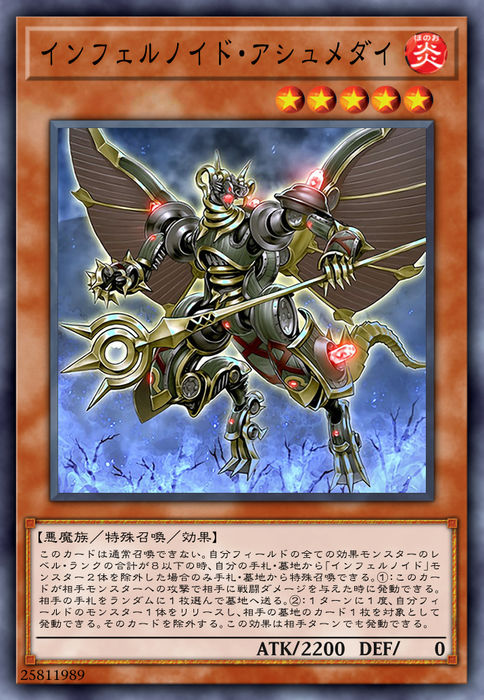 インフェルノイド・アシュメダイ
ほのお
炎
【悪魔族／特殊召喚／効果】
このカードは通常召喚できない。自分フィールドの全ての効果モンスターのレ
ベル・ランクの合計が８以下の時、自分の手札・墓地から「インフェルノイド」モ
ンスター２体を除外した場合のみ手札・墓地から特殊召喚できる。①：このカー
ドが相手モンスターへの攻撃で相手に戦闘ダメージを与えた時に発動できる。
相手の手札をランダムに１枚選んで墓地へ送る。②：１ターンに１度、自分フィ
ールドのモンスター１体をリリースし、相手の墓地のカード１枚を対象として
発動できる。そのカードを除外する。この効果は相手ターンでも発動できる。
ATK/2200 DEF/ 0
25811989